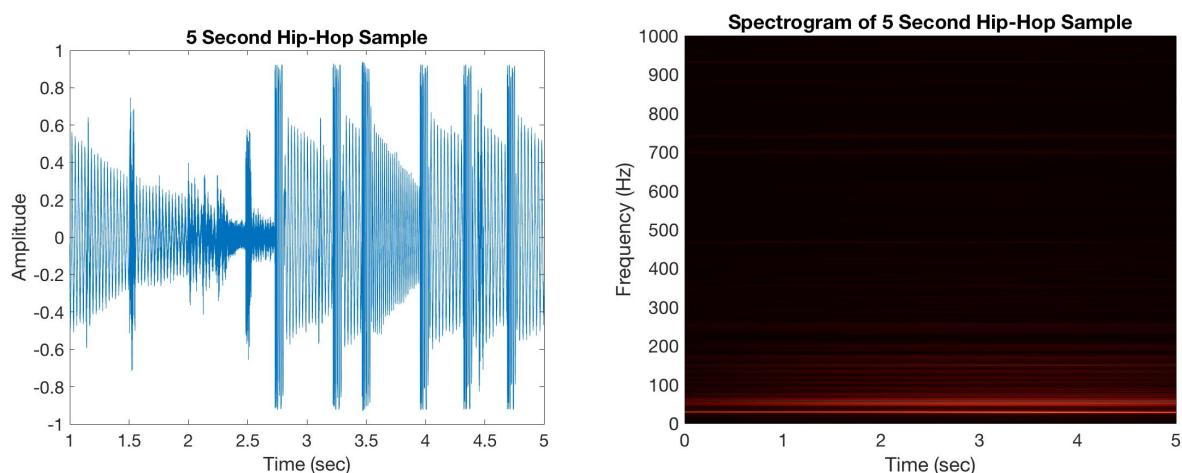 5 Second Hip-Hop Sample
1
0.8
0.6
0.4
0.2
0
-0.2
-0.4
-0.6
-0.8
-1
Amplitude
1 1.5 2 2.5 3 3.5 4 4.5 5
Time (sec)
Spectrogram of 5 Second Hip-Hop Sample
1000
900
800
700
600
500
400
300
200
100
0
Frequency (Hz)
0 1 2 3 4 5
Time (sec)